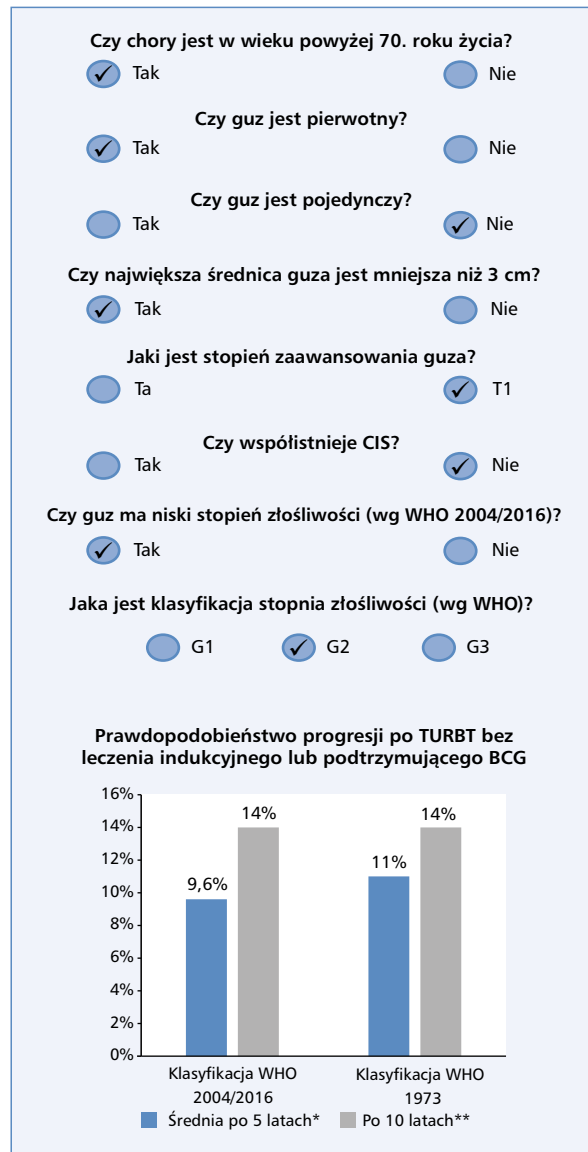 Czy chory jest w wieku powyżej 70. roku życia?
Tak Nie
Czy guz jest pierwotny?
Tak Nie
Czy guz jest pojedynczy?
Tak Nie
Czy największa średnica guza jest mniejsza niż 3 cm?
Tak Nie
Jaki jest stopień zaawansowania guza?
Ta T1
Czy współistnieje CIS?
Tak Nie
Czy guz ma niski stopień złośliwości (wg WHO 2004/2016)?
Tak Nie
Jaka jest klasyfikacja stopnia złośliwości (wg WHO)?
G1 G2 G3
Prawdopodobieństwo progresji po TURBT bez
leczenia indukcyjnego lub podtrzymującego BCG
16%
14%
12%
10%
8%
6%
4%
2%
0%
9,6%
14%
11%
14%
Klasyfikacja WHO
2004/2016
Klasyfikacja WHO
1973
Średnia po 5 latach* Po 10 latach**